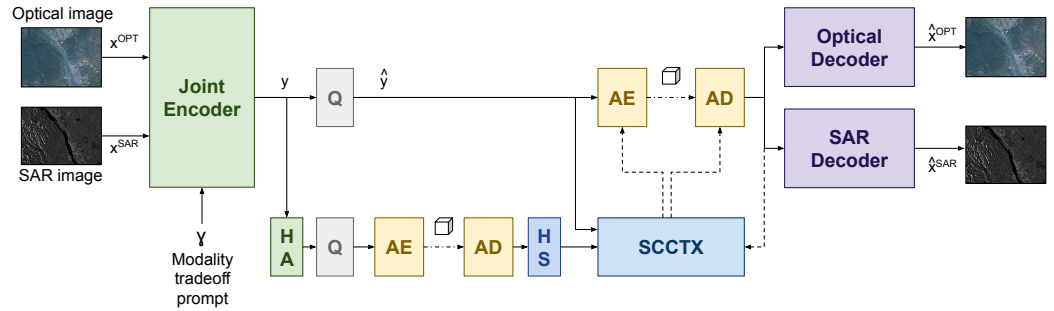 Optical image
x^OPT
x^SAR
SAR image
Joint
Encoder
γ
Modality
tradeoff
prompt
y
Q
ŷ
AE
AD
Optical
Decoder
x̂^OPT
SAR
Decoder
x̂^SAR
H
A
Q
AE
AD
H
S
SCCTX